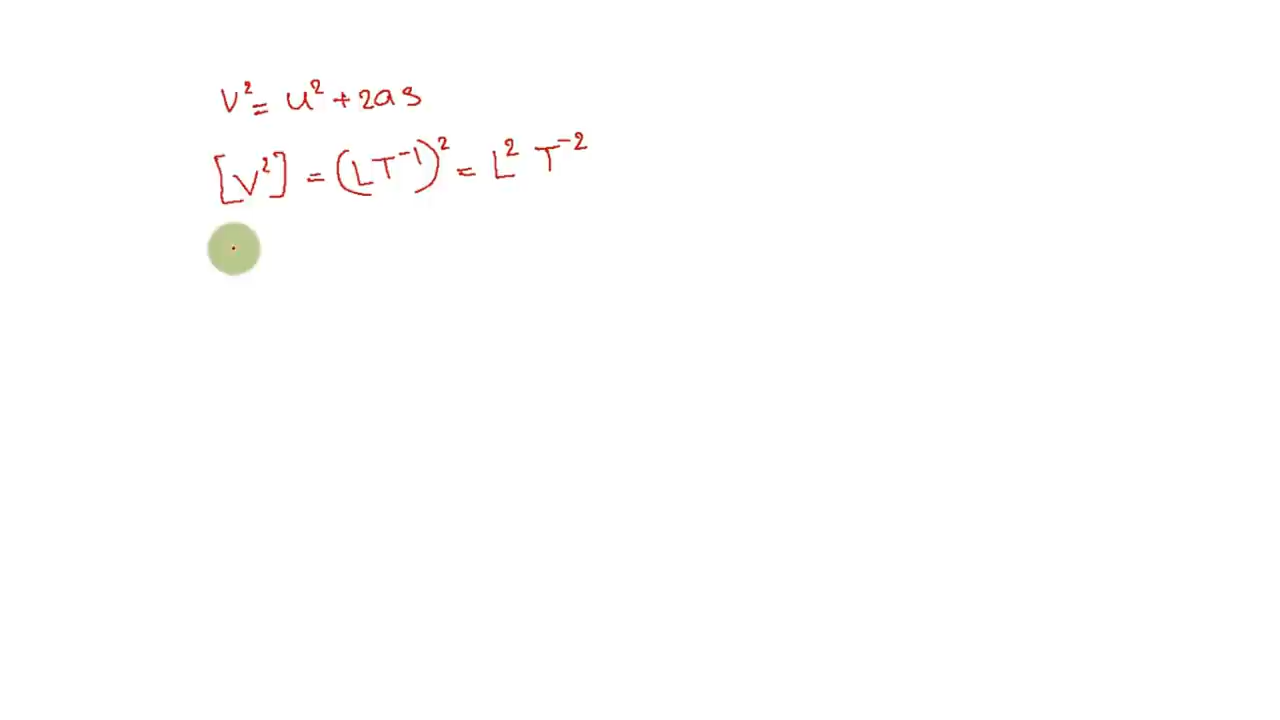 V² = u² + 2as
[V²] = (LT⁻¹)² = L² T⁻²